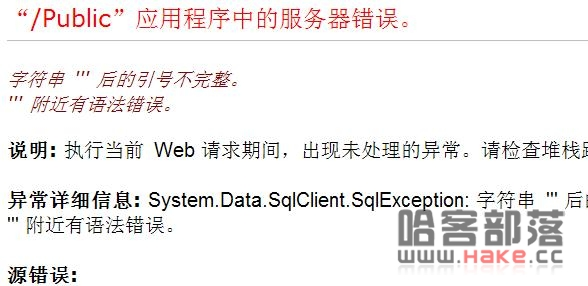 “/Public”应用程序中的服务器错误。
字符串 ''' 后的引号不完整。
''' 附近有语法错误。
说明: 执行当前 Web 请求期间，出现未处理的异常。请检查堆栈跟
异常详细信息: System.Data.SqlClient.SqlException: 字符串 ''' 后的
''' 附近有语法错误。
哈客部落
www.Hake.cc
源错误: